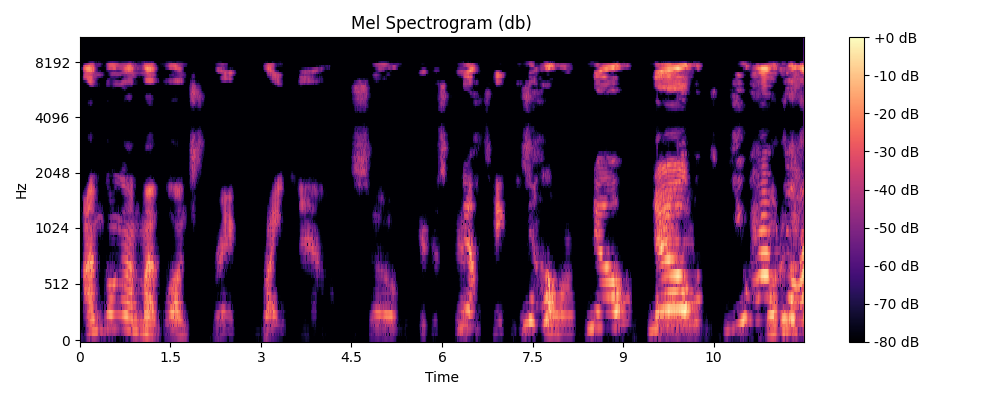 Mel Spectrogram (db)
8192
4096
2048
1024
512
0
Hz
0 1.5 3 4.5 6 7.5 9 10
Time
+0 dB
-10 dB
-20 dB
-30 dB
-40 dB
-50 dB
-60 dB
-70 dB
-80 dB